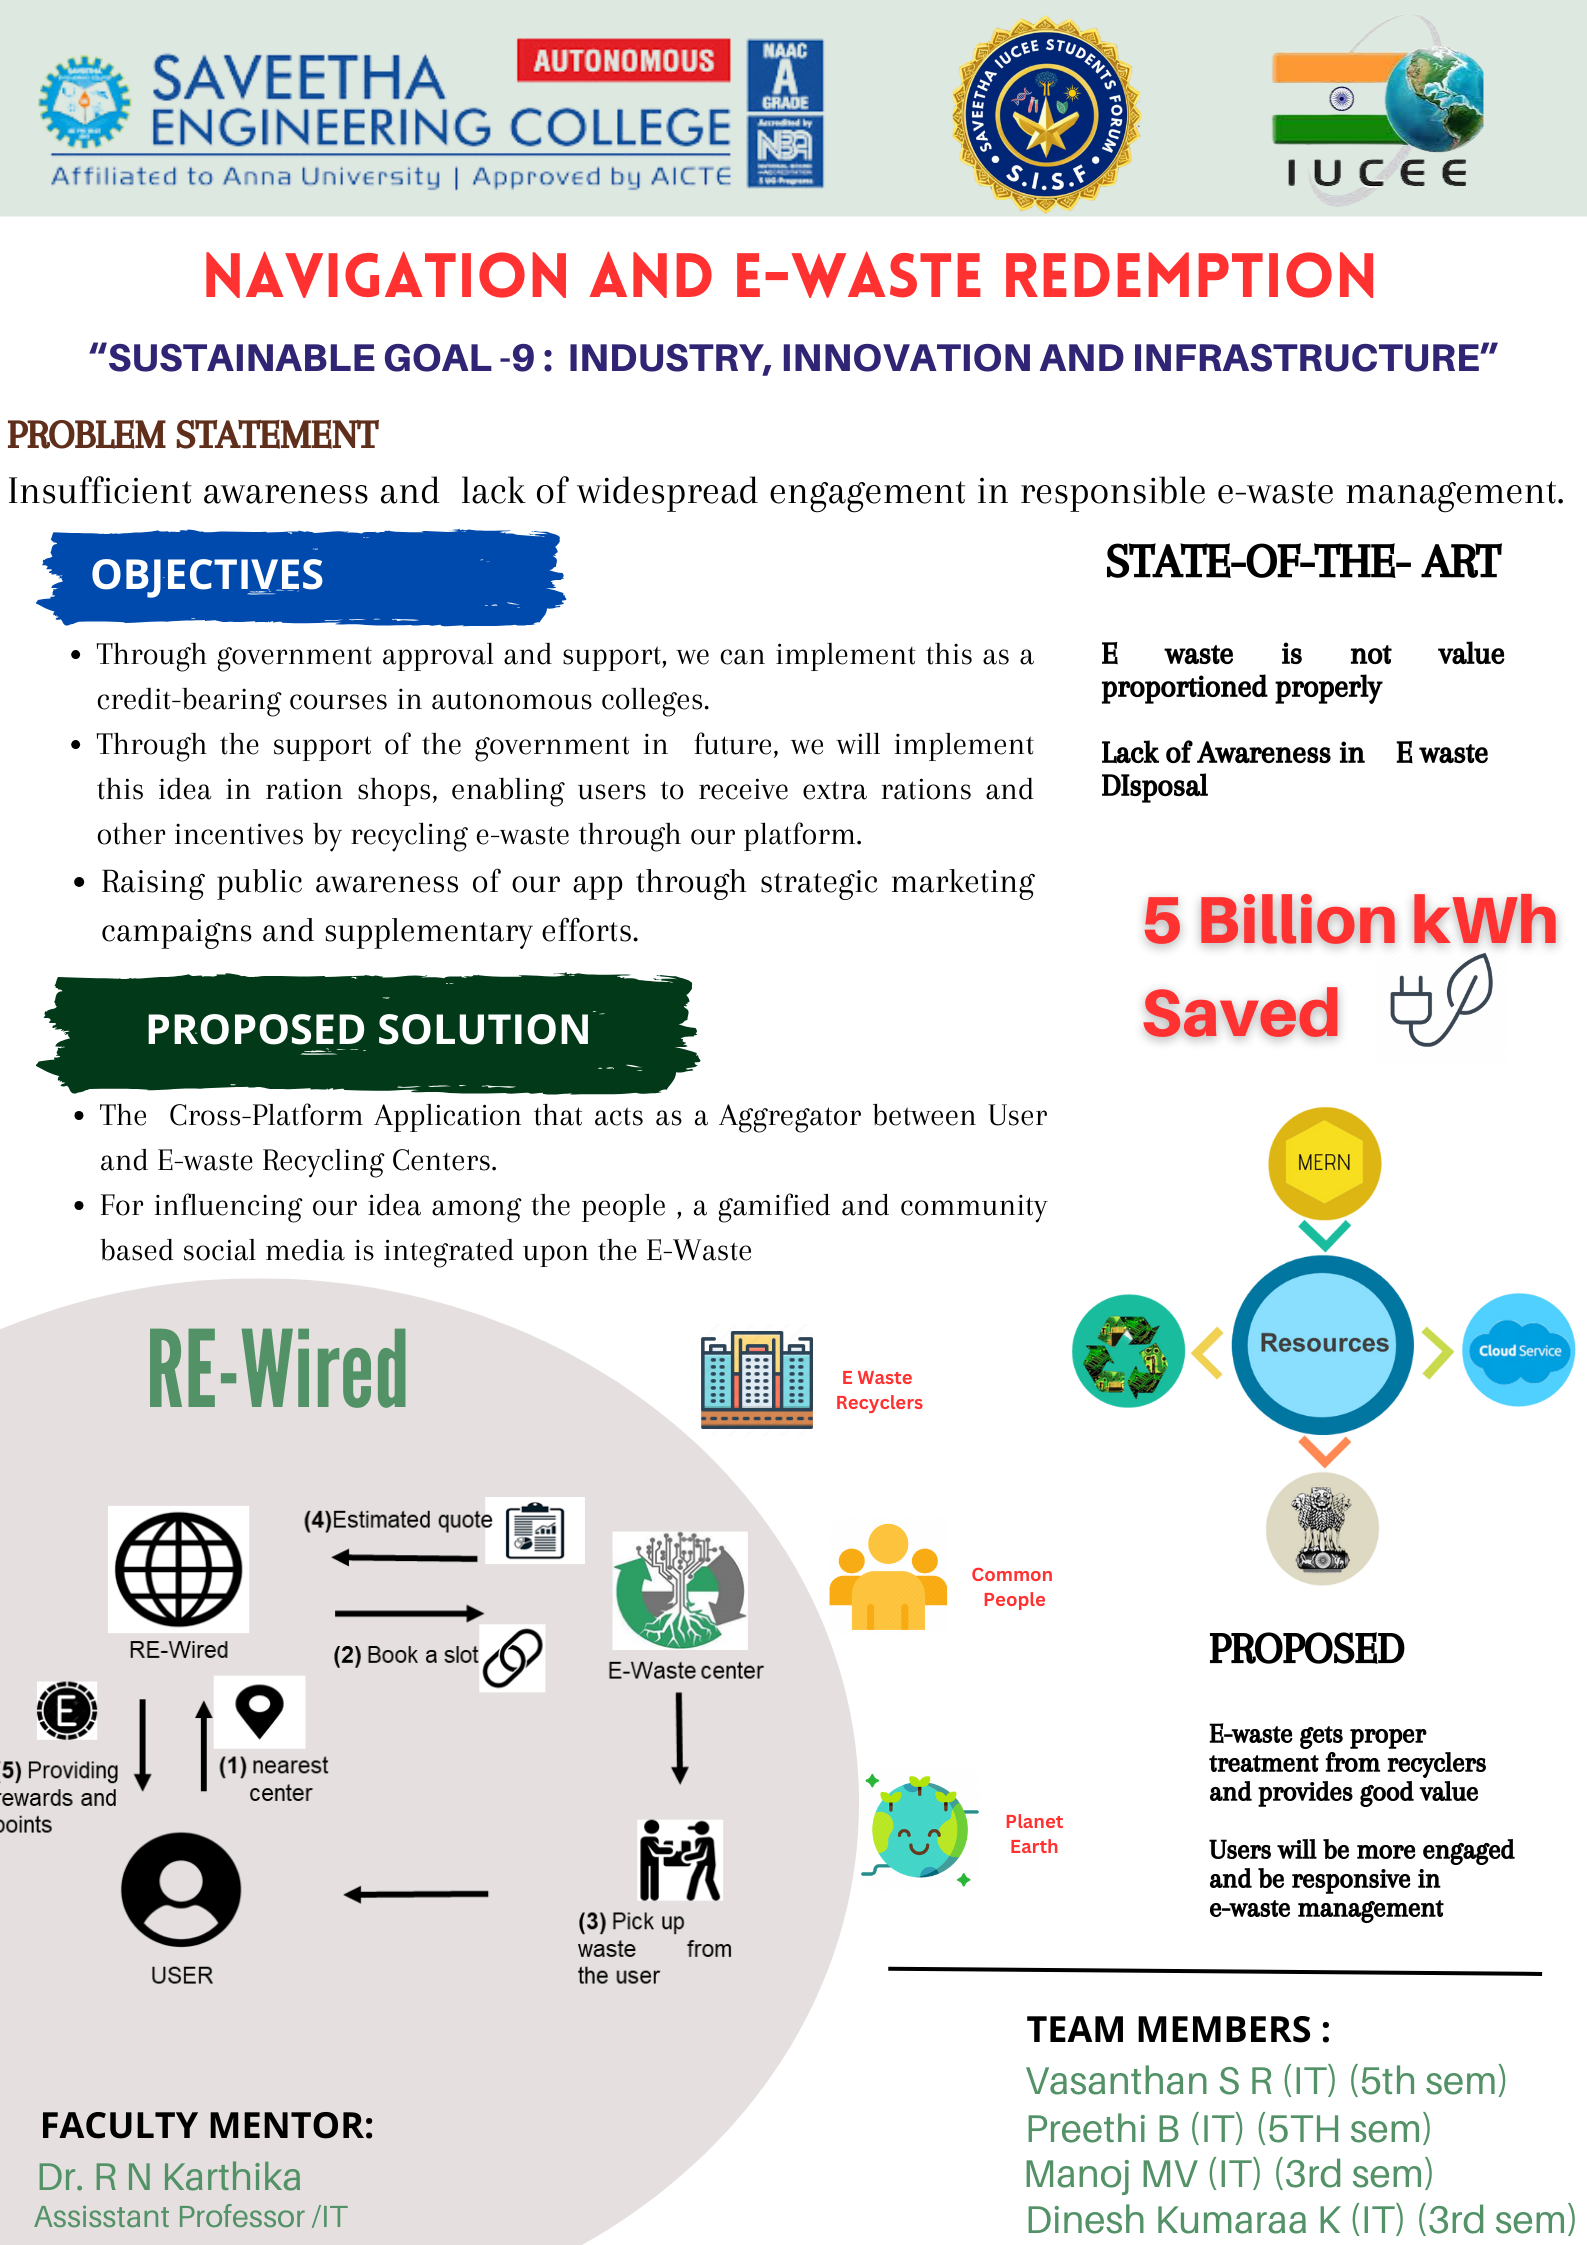 SAVEETHA
ENGINEERING COLLEGE
AUTONOMOUS
NAAC
A
GRADE
Accredited by
NBA
Affiliated to Anna University | Approved by AICTE
SAVEETHA IUCEE STUDENTS FORUM
S.I.S.F
IUCEE
NAVIGATION AND E-WASTE REDEMPTION
“SUSTAINABLE GOAL -9 : INDUSTRY, INNOVATION AND INFRASTRUCTURE”
PROBLEM STATEMENT
Insufficient awareness and lack of widespread engagement in responsible e-waste management.
OBJECTIVES
• Through government approval and support, we can implement this as a
credit-bearing courses in autonomous colleges.
• Through the support of the government in future, we will implement
this idea in ration shops, enabling users to receive extra rations and
other incentives by recycling e-waste through our platform.
• Raising public awareness of our app through strategic marketing
campaigns and supplementary efforts.
STATE-OF-THE- ART
E waste is not value
proportioned properly
Lack of Awareness in E waste
DIsposal
5 Billion kWh
Saved
PROPOSED SOLUTION
• The Cross-Platform Application that acts as a Aggregator between User
and E-waste Recycling Centers.
• For influencing our idea among the people , a gamified and community
based social media is integrated upon the E-Waste
MERN
Resources
Cloud Service
RE-Wired
E Waste
Recyclers
Common
People
Planet
Earth
(4)Estimated quote
RE-Wired
(2) Book a slot
E-Waste center
E
(5) Providing
rewards and
points
(1) nearest
center
USER
(3) Pick up
waste from
the user
PROPOSED
E-waste gets proper
treatment from recyclers
and provides good value
Users will be more engaged
and be responsive in
e-waste management
TEAM MEMBERS :
Vasanthan S R (IT) (5th sem)
Preethi B (IT) (5TH sem)
Manoj MV (IT) (3rd sem)
Dinesh Kumaraa K (IT) (3rd sem)
FACULTY MENTOR:
Dr. R N Karthika
Assisstant Professor /IT